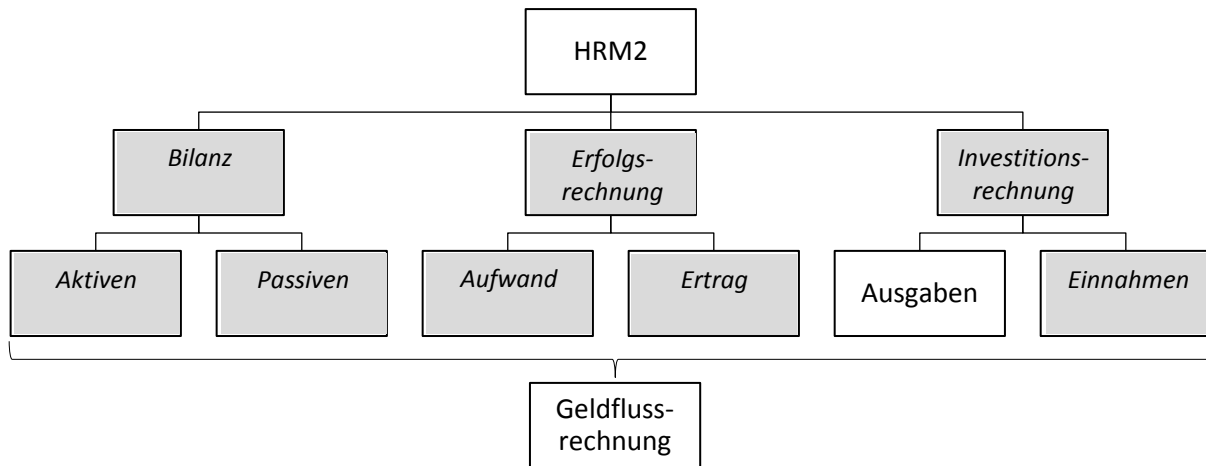 HRM2
Bilanz
Erfolgs-
rechnung
Investitions-
rechnung
Aktiven
Passiven
Aufwand
Ertrag
Ausgaben
Einnahmen
Geldfluss-
rechnung